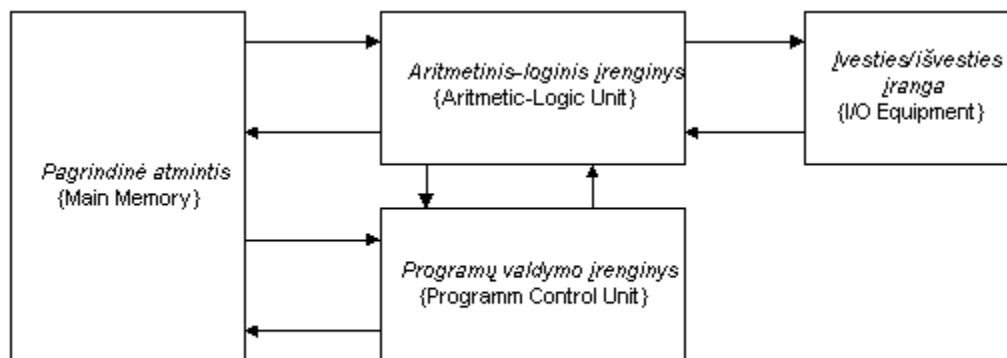 Pagrindinė atmintis
{Main Memory}
Aritmetinis–loginis įrenginys
{Aritmetic-Logic Unit}
Įvesties/išvesties
įranga
{I/O Equipment}
Programų valdymo įrenginys
{Programm Control Unit}